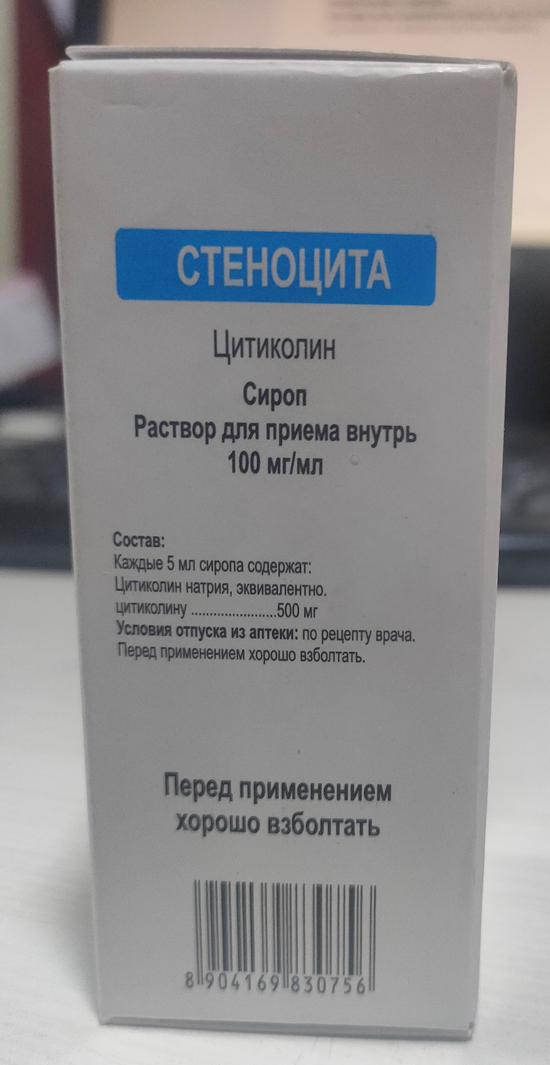 СТЕНОЦИТА
Цитиколин
Сироп
Раствор для приема внутрь
100 мг/мл
Состав:
Каждые 5 мл сиропа содержат:
Цитиколин натрия, эквивалентно.
цитиколину .......................500 мг
Условия отпуска из аптеки: по рецепту врача.
Перед применением хорошо взболтать.
Перед применением
хорошо взболтать
8 904169 830756